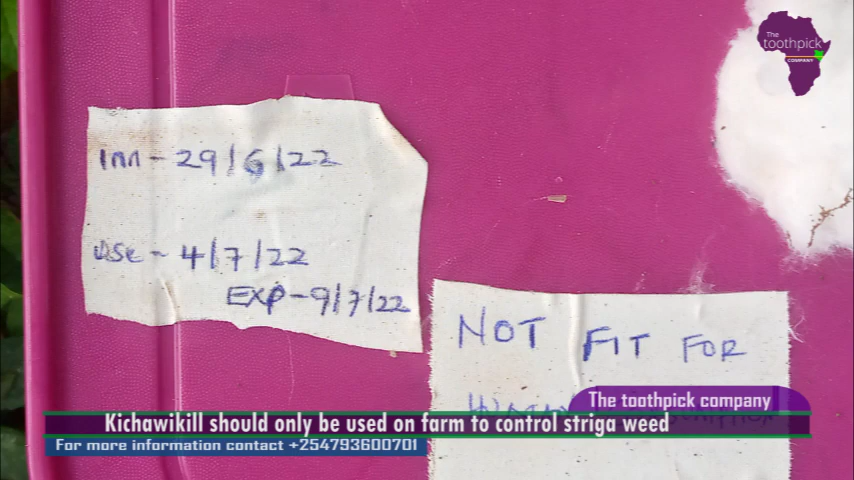 The
toothpick
COMPANY
Inn - 29/6/22
Use - 4/7/22
EXP - 9/7/22
NOT FIT FOR
The toothpick company
Kichawikill should only be used on farm to control striga weed
For more information contact +254793600701